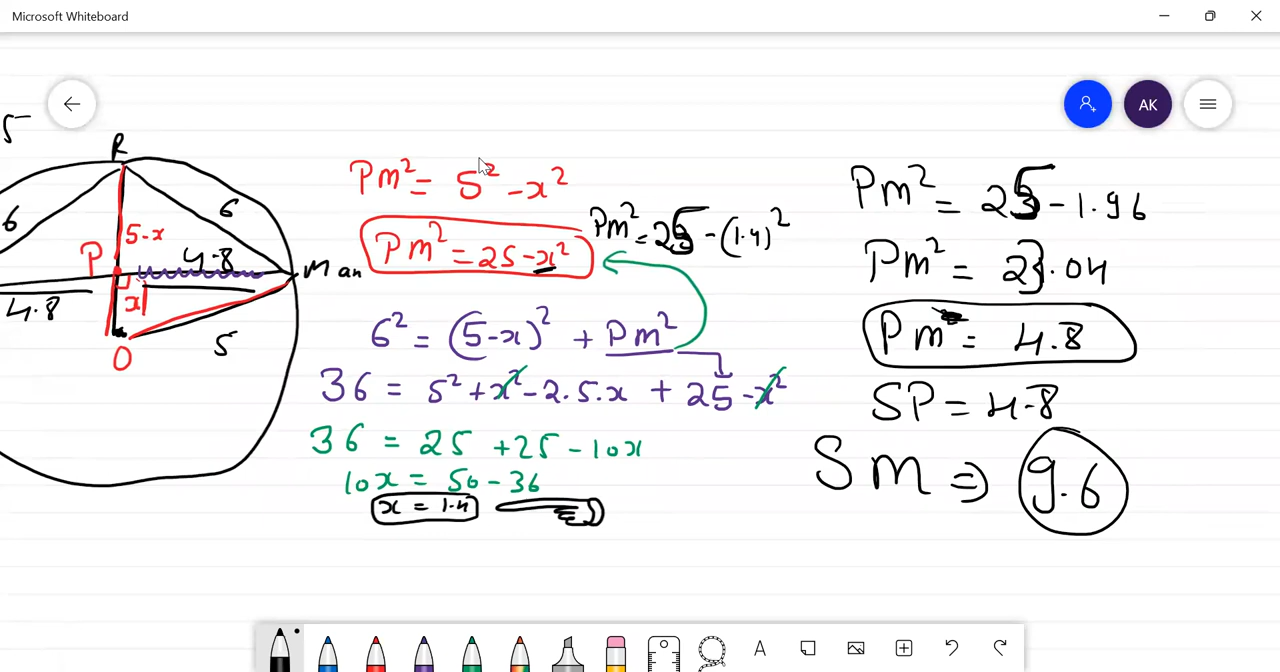 Microsoft Whiteboard
AK
5
R
6
6
5-x
P
4.8
Man
4.8
x
5
O
Pm² = 5² - x²
Pm² = 25 - x²
Pm² = 25 - (1.4)²
6² = (5-x)² + Pm²
36 = 5² + x² - 2.5.x + 25 - x²
36 = 25 + 25 - 10x
10x = 50 - 36
x = 1.4
Pm² = 25 - 1.96
Pm² = 23.04
Pm = 4.8
SP = 4.8
Sm ⇒ 9.6
A